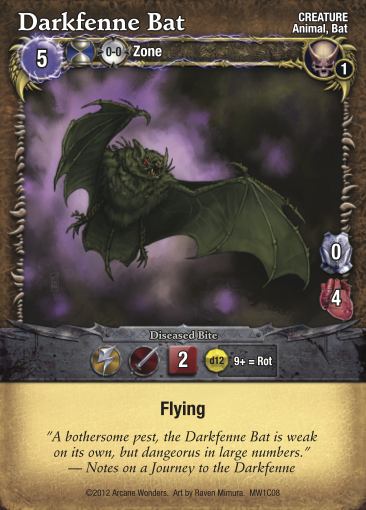 Darkfenne Bat
CREATURE
Animal, Bat
5
0-0 Zone
1
0
4
Diseased Bite
2
d12 9+ = Rot
Flying
"A bothersome pest, the Darkfenne Bat is weak
on its own, but dangeorus in large numbers."
— Notes on a Journey to the Darkfenne
©2012 Arcane Wonders. Art by Raven Mimura. MW1C08